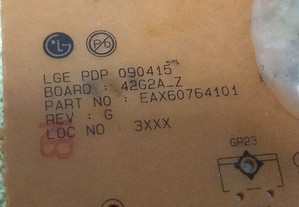 LG Pb
LGE PDP 090415
BOARD : 42G2A_Z
PART NO : EAX60764101
REV : G
LOC NO : 3XXX
GR23